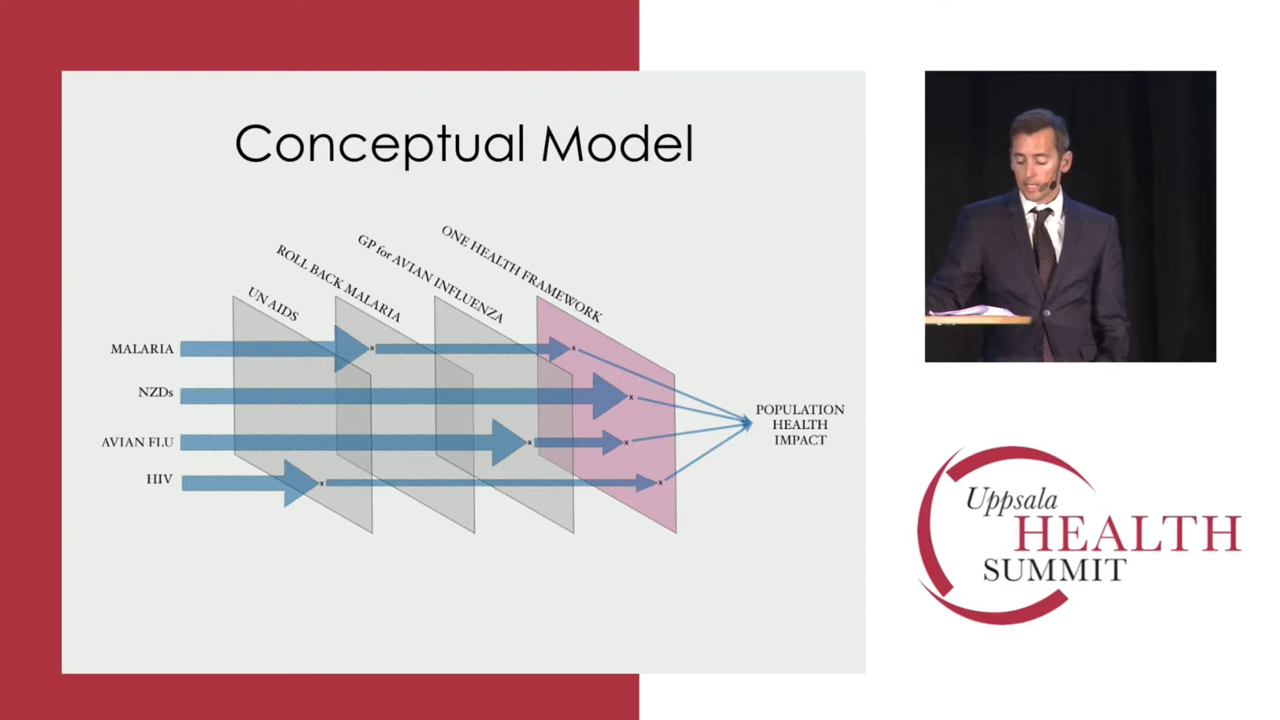 Conceptual Model
UN AIDS
ROLL BACK MALARIA
GP for AVIAN INFLUENZA
ONE HEALTH FRAMEWORK
MALARIA
NZDs
AVIAN FLU
HIV
x
x
x
x
x
x
x
POPULATION
HEALTH
IMPACT
Uppsala
HEALTH
SUMMIT